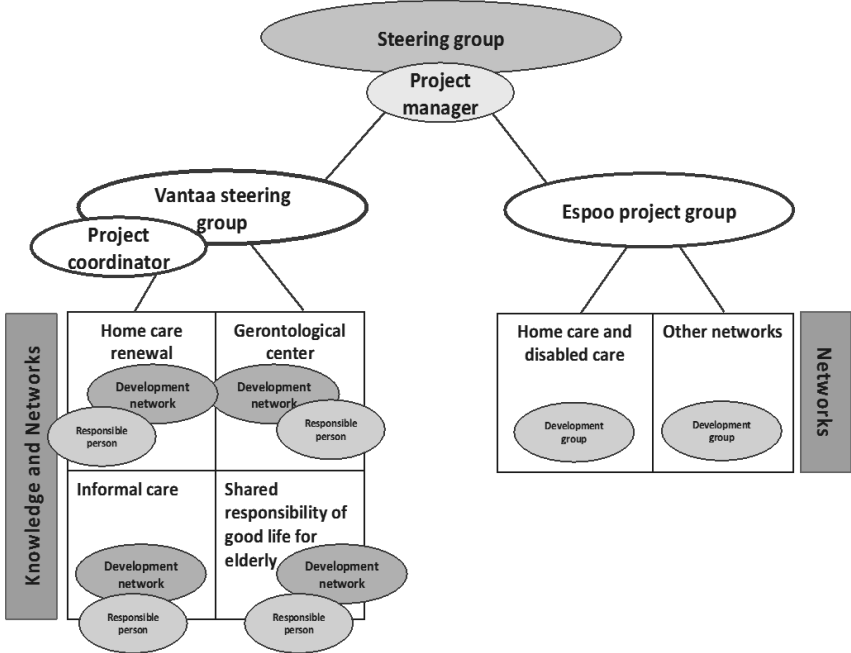 Steering group
Project
manager
Vantaa steering
group
Project
coordinator
Espoo project group
Knowledge and Networks
Home care
renewal
Development
network
Responsible
person
Gerontological
center
Development
network
Responsible
person
Informal care
Development
network
Responsible
person
Shared
responsibility of
good life for
elderly
Development
network
Responsible
person
Home care and
disabled care
Development
group
Other networks
Development
group
Networks